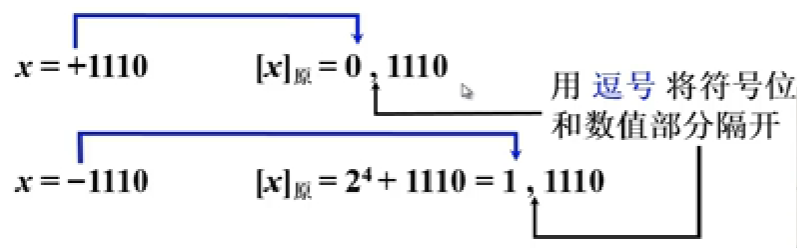 x = +1110 [x]原 = 0 , 1110
用 逗号 将符号位
和数值部分隔开
x = −1110 [x]原 = 2⁴ + 1110 = 1 , 1110